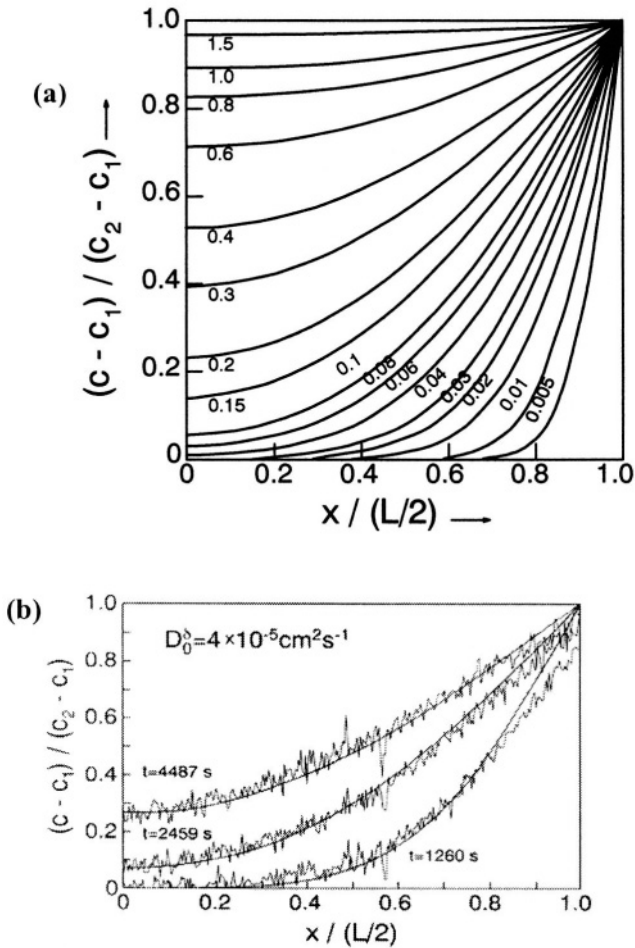 (a)
(c - c₁) / (c₂ - c₁)
1.0
0.8
0.6
0.4
0.2
0
1.5
1.0
0.8
0.6
0.4
0.3
0.2
0.15
0.1
0.08
0.06
0.04
0.03
0.02
0.01
0.005
0 0.2 0.4 0.6 0.8 1.0
x / (L/2)
(b)
(c - c₁) / (c₂ - c₁)
D₀^δ=4×10⁻⁵cm²s⁻¹
1.0
0.8
0.6
0.4
0.2
0
t=4487 s
t=2459 s
t=1260 s
0 0.2 0.4 0.6 0.8 1.0
x / (L/2)